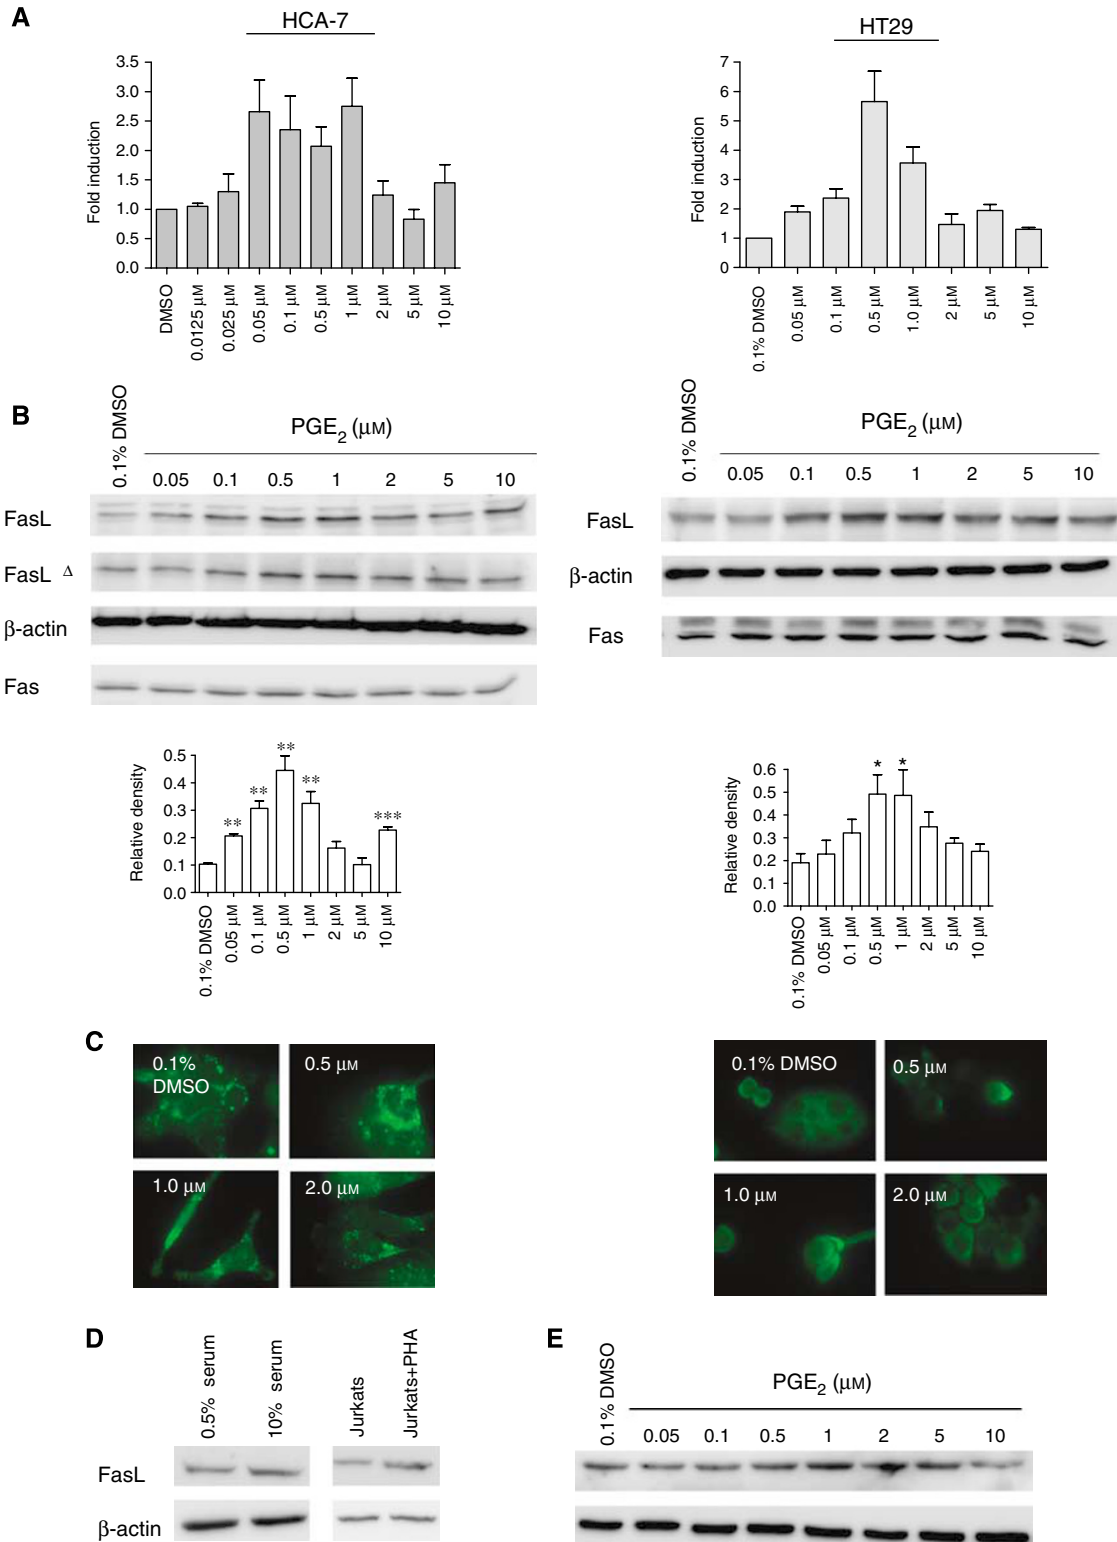 A
HCA-7
HT29
3.5
3.0
2.5
2.0
1.5
1.0
0.5
0.0
Fold induction
DMSO
0.0125 µM
0.025 µM
0.05 µM
0.1 µM
0.5 µM
1 µM
2 µM
5 µM
10 µM
7
6
5
4
3
2
1
0
Fold induction
0.1% DMSO
0.05 µM
0.1 µM
0.5 µM
1.0 µM
2 µM
5 µM
10 µM
B
0.1% DMSO
PGE2 (µM)
0.05 0.1 0.5 1 2 5 10
FasL
FasL Δ
β-actin
Fas
0.1% DMSO
PGE2 (µM)
0.05 0.1 0.5 1 2 5 10
FasL
β-actin
Fas
0.5
0.4
0.3
0.2
0.1
0.0
Relative density
** ** ** ** ***
0.1% DMSO
0.05 µM
0.1 µM
0.5 µM
1 µM
2 µM
5 µM
10 µM
0.6
0.5
0.4
0.3
0.2
0.1
0.0
Relative density
* *
0.1% DMSO
0.05 µM
0.1 µM
0.5 µM
1 µM
2 µM
5 µM
10 µM
C
0.1%
DMSO
0.5 µM
1.0 µM
2.0 µM
0.1% DMSO
0.5 µM
1.0 µM
2.0 µM
D
0.5% serum
10% serum
Jurkats
Jurkats+PHA
FasL
β-actin
E
0.1% DMSO
PGE2 (µM)
0.05 0.1 0.5 1 2 5 10